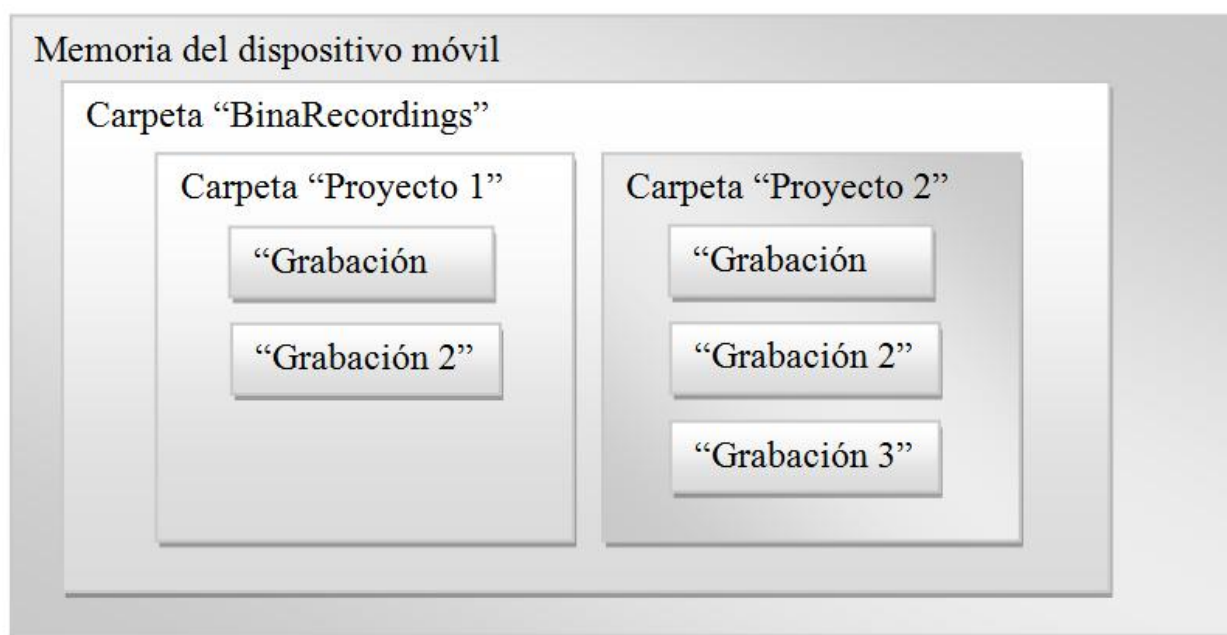 Memoria del dispositivo móvil
Carpeta “BinaRecordings”
Carpeta “Proyecto 1”
“Grabación
“Grabación 2”
Carpeta “Proyecto 2”
“Grabación
“Grabación 2”
“Grabación 3”